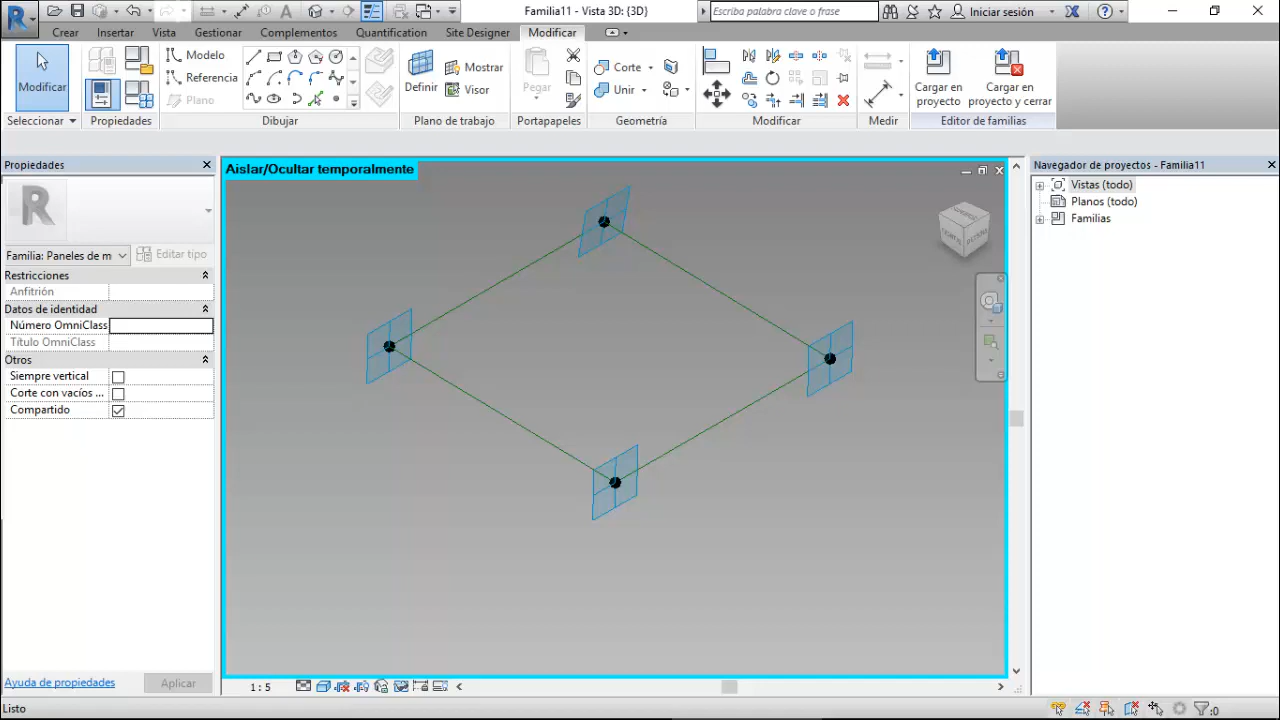 Familia11 - Vista 3D: {3D}
Escriba palabra clave o frase
Iniciar sesión
Crear
Insertar
Vista
Gestionar
Complementos
Quantification
Site Designer
Modificar
Modificar
Modelo
Referencia
Plano
Definir
Mostrar
Visor
Pegar
Corte
Unir
Cargar en
proyecto
Cargar en
proyecto y cerrar
Seleccionar
Propiedades
Dibujar
Plano de trabajo
Portapapeles
Geometría
Modificar
Medir
Editor de familias
Propiedades
Familia: Paneles de m
Editar tipo
Restricciones
Anfitrión
Datos de identidad
Número OmniClass
Título OmniClass
Otros
Siempre vertical
Corte con vacíos ...
Compartido
Ayuda de propiedades
Aplicar
Aislar/Ocultar temporalmente
1 : 5
Navegador de proyectos - Familia11
Vistas (todo)
Planos (todo)
Familias
Listo
:0